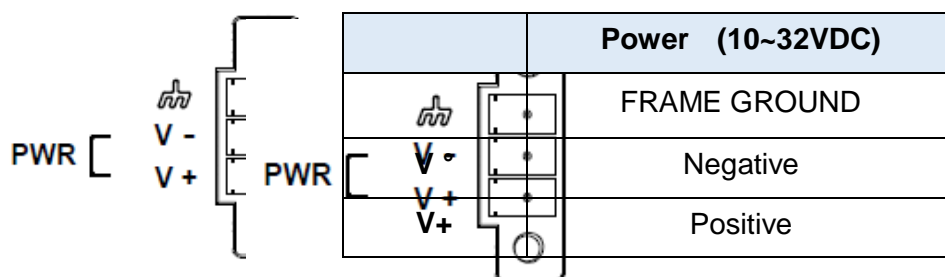 Power (10~32VDC)
FRAME GROUND
V -
V -
Negative
PWR
PWR
V +
V +
V+
Positive